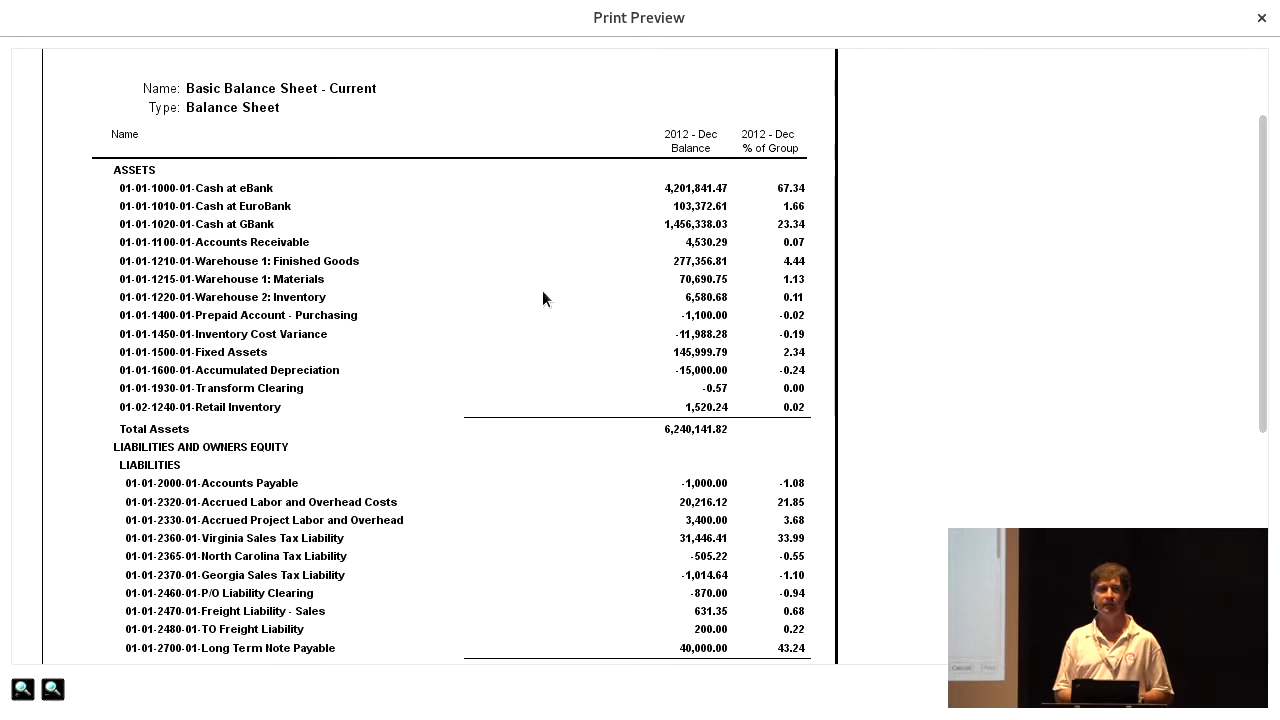 Print Preview
×
Name: Basic Balance Sheet - Current
Type: Balance Sheet
Name 2012 - Dec Balance 2012 - Dec % of Group
ASSETS
01-01-1000-01-Cash at eBank 4,201,841.47 67.34
01-01-1010-01-Cash at EuroBank 103,372.61 1.66
01-01-1020-01-Cash at GBank 1,456,338.03 23.34
01-01-1100-01-Accounts Receivable 4,530.29 0.07
01-01-1210-01-Warehouse 1: Finished Goods 277,356.81 4.44
01-01-1215-01-Warehouse 1: Materials 70,690.75 1.13
01-01-1220-01-Warehouse 2: Inventory 6,580.68 0.11
01-01-1400-01-Prepaid Account - Purchasing -1,100.00 -0.02
01-01-1450-01-Inventory Cost Variance -11,988.28 -0.19
01-01-1500-01-Fixed Assets 145,999.79 2.34
01-01-1600-01-Accumulated Depreciation -15,000.00 -0.24
01-01-1930-01-Transform Clearing -0.57 0.00
01-02-1240-01-Retail Inventory 1,520.24 0.02
Total Assets 6,240,141.82
LIABILITIES AND OWNERS EQUITY
LIABILITIES
01-01-2000-01-Accounts Payable -1,000.00 -1.08
01-01-2320-01-Accrued Labor and Overhead Costs 20,216.12 21.85
01-01-2330-01-Accrued Project Labor and Overhead 3,400.00 3.68
01-01-2360-01-Virginia Sales Tax Liability 31,446.41 33.99
01-01-2365-01-North Carolina Tax Liability -505.22 -0.55
01-01-2370-01-Georgia Sales Tax Liability -1,014.64 -1.10
01-01-2460-01-P/O Liability Clearing -870.00 -0.94
01-01-2470-01-Freight Liability - Sales 631.35 0.68
01-01-2480-01-TO Freight Liability 200.00 0.22
01-01-2700-01-Long Term Note Payable 40,000.00 43.24